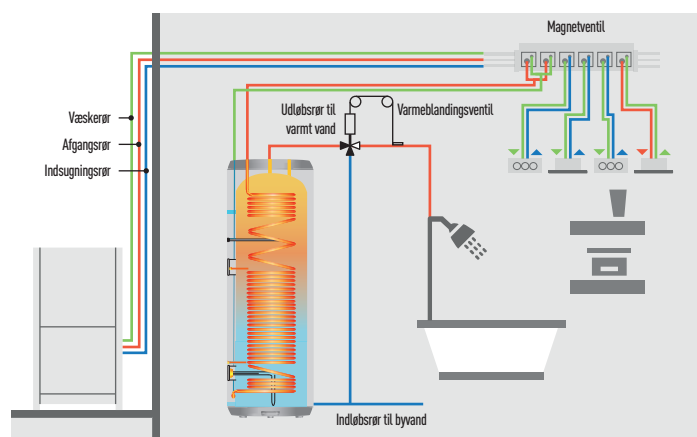 Magnetventil
Udløbsrør til
varmt vand
Varmeblandingsventil
Væskerør
Afgangsrør
Indsugningsrør
Indløbsrør til byvand